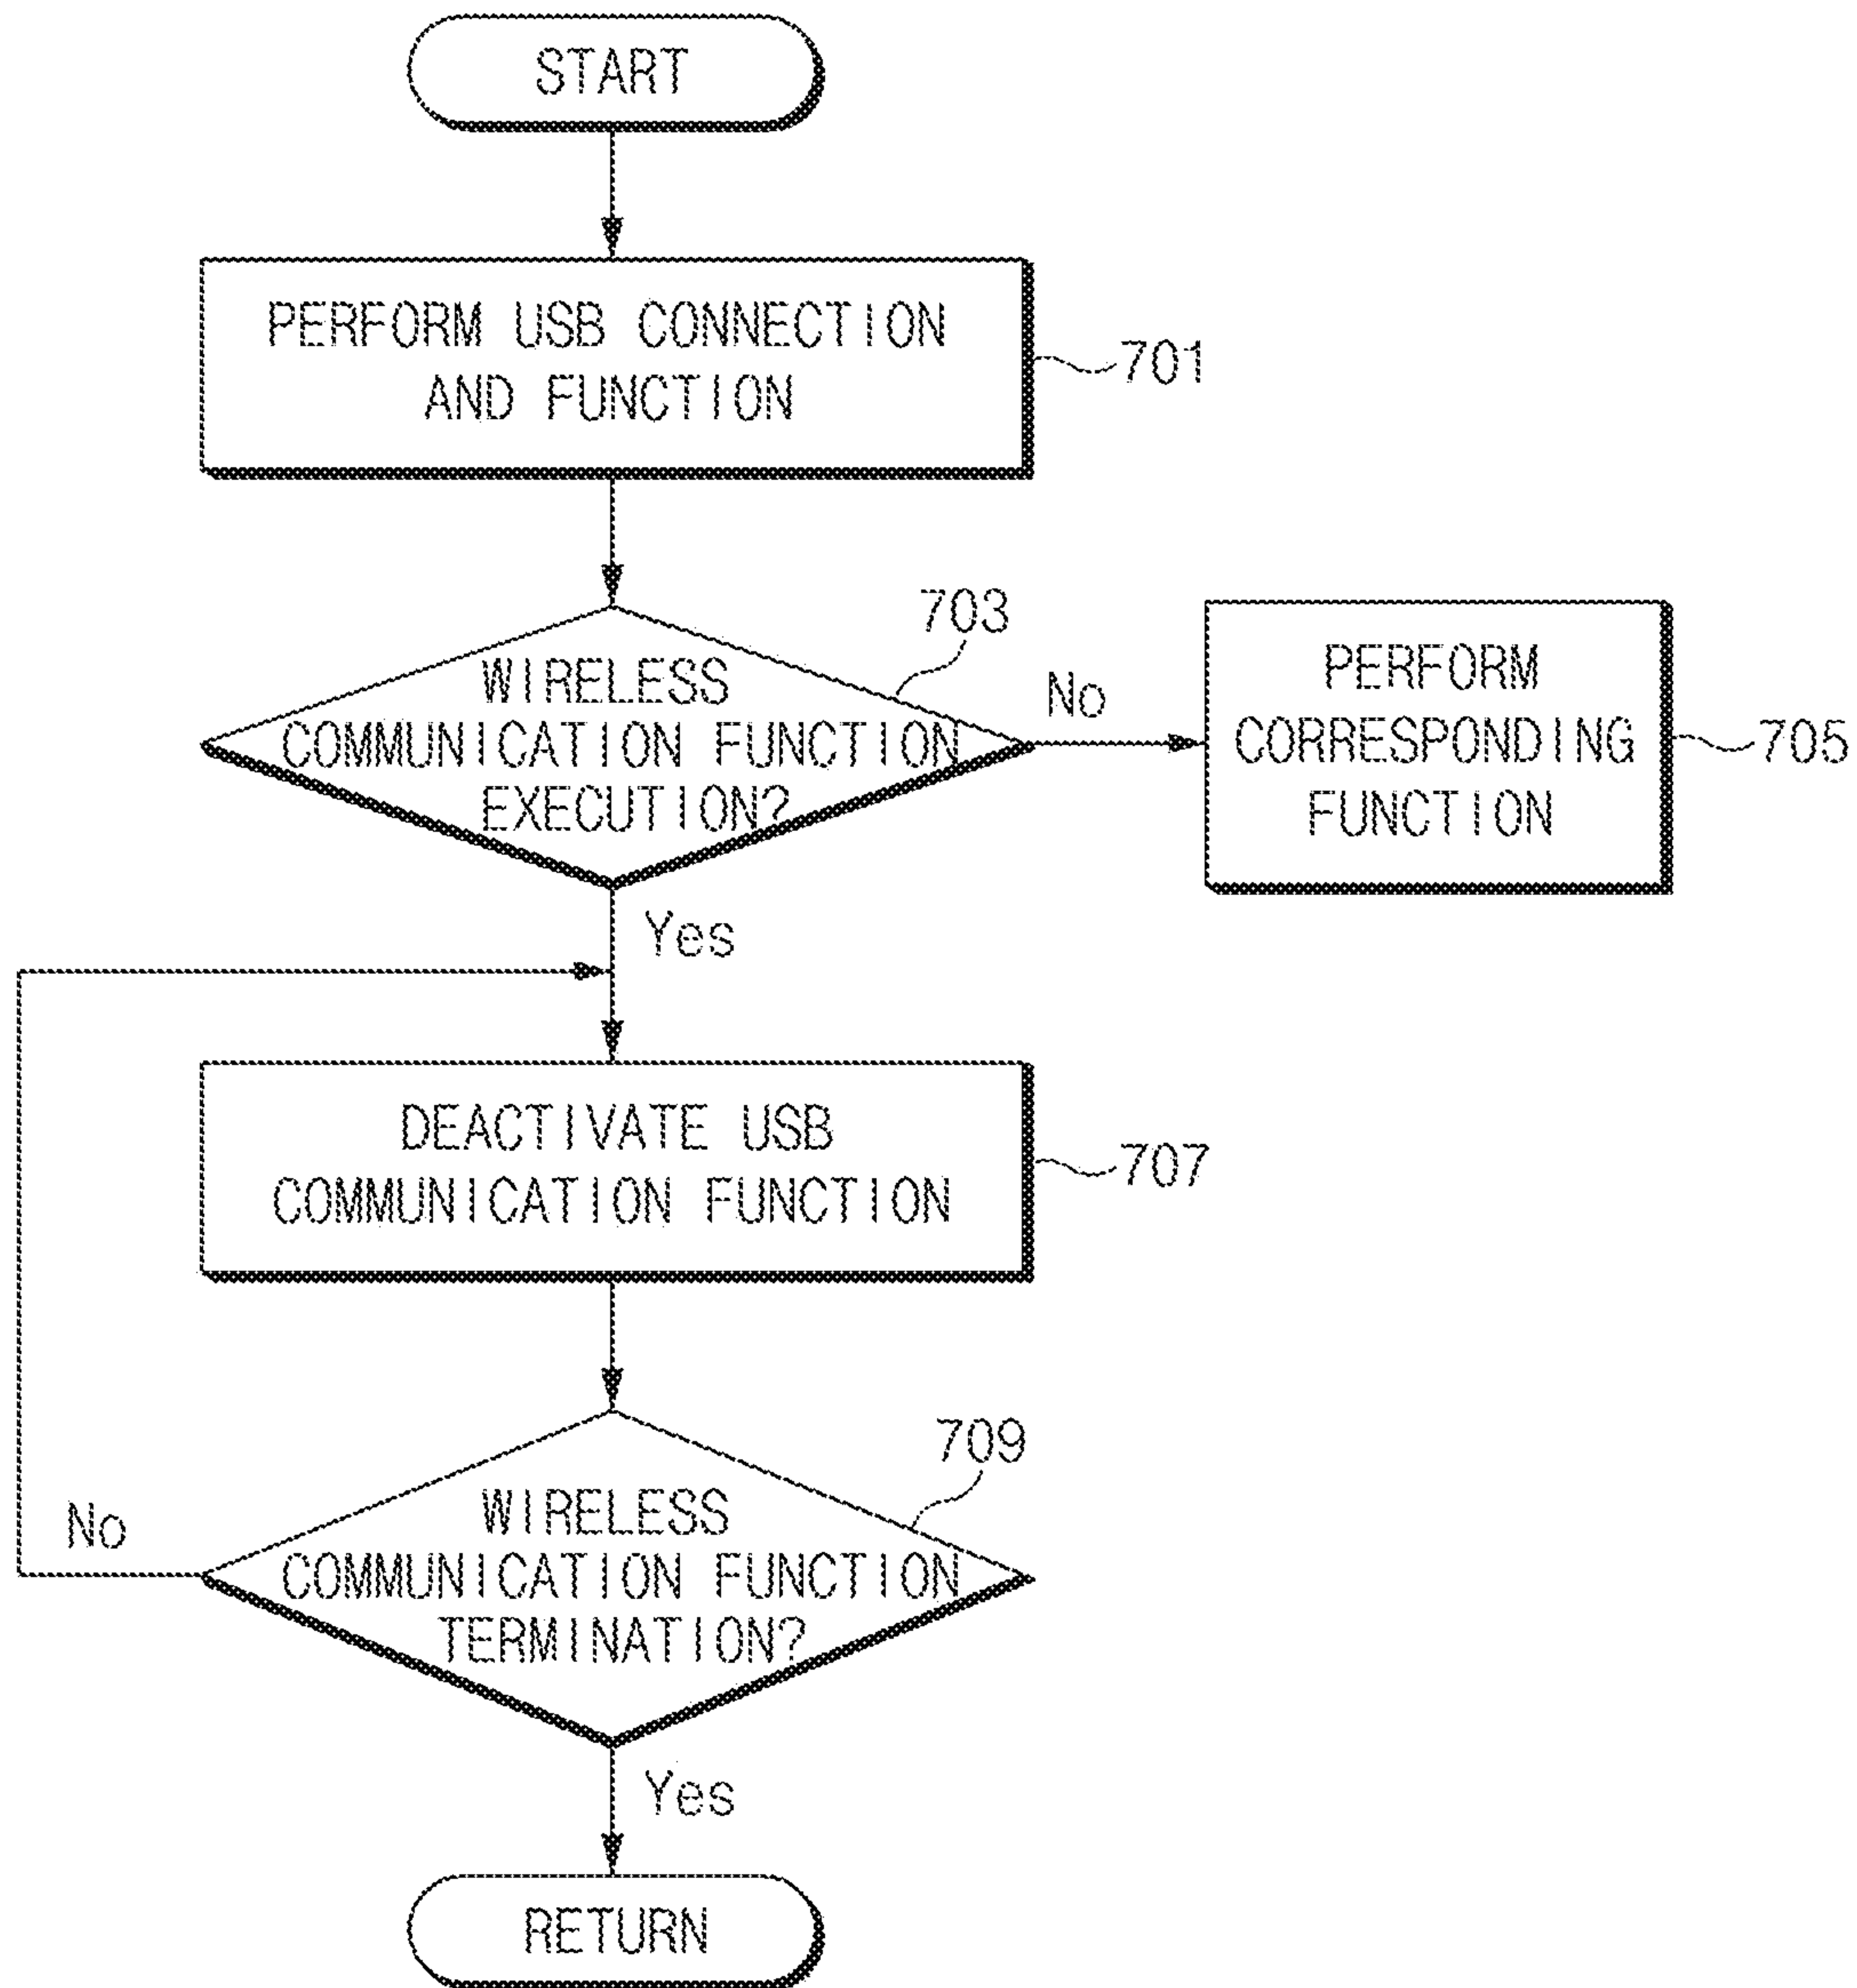 START
PERFORM USB CONNECTION
AND FUNCTION
701
703
WIRELESS
COMMUNICATION FUNCTION
EXECUTION?
No
PERFORM
CORRESPONDING
FUNCTION
705
Yes
DEACTIVATE USB
COMMUNICATION FUNCTION
707
709
WIRELESS
COMMUNICATION FUNCTION
TERMINATION?
No
Yes
RETURN